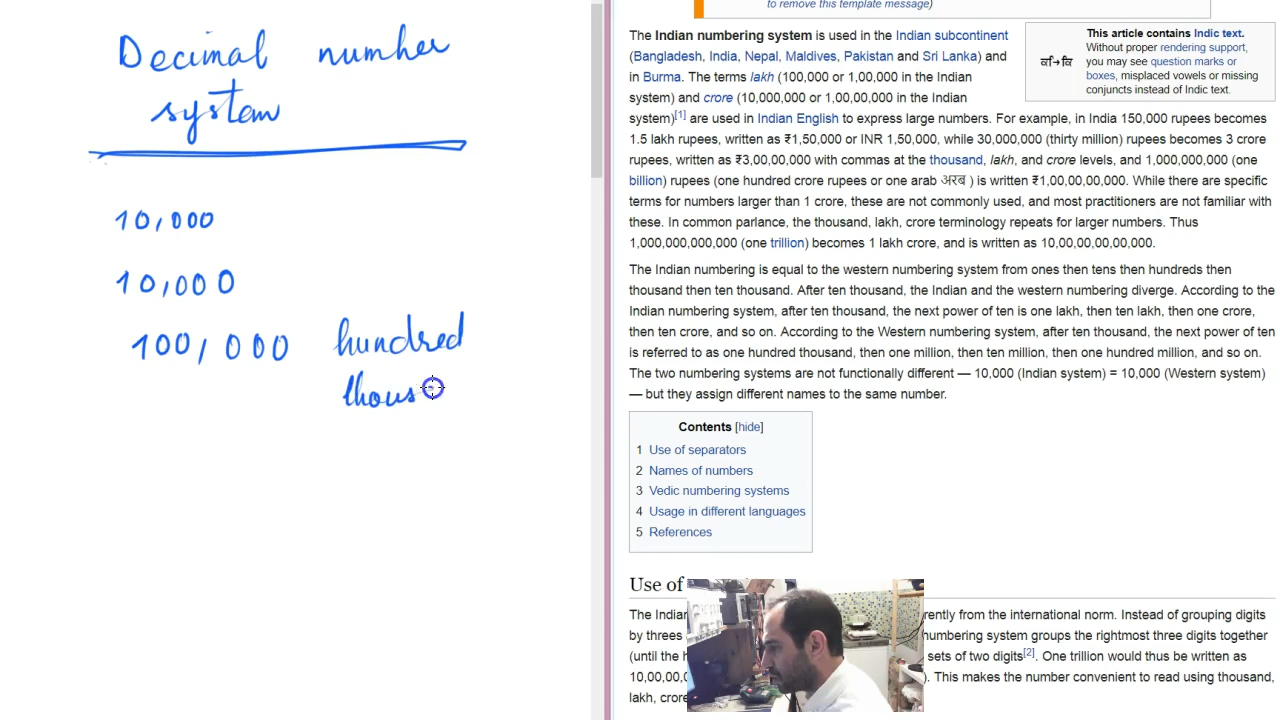 Decimal number
system
10,000
10,000
100,000 hundred
thous
to remove this template message)
The Indian numbering system is used in the Indian subcontinent
(Bangladesh, India, Nepal, Maldives, Pakistan and Sri Lanka) and
in Burma. The terms lakh (100,000 or 1,00,000 in the Indian
system) and crore (10,000,000 or 1,00,00,000 in the Indian
system)[1] are used in Indian English to express large numbers. For example, in India 150,000 rupees becomes
1.5 lakh rupees, written as ₹1,50,000 or INR 1,50,000, while 30,000,000 (thirty million) rupees becomes 3 crore
rupees, written as ₹3,00,00,000 with commas at the thousand, lakh, and crore levels, and 1,000,000,000 (one
billion) rupees (one hundred crore rupees or one arab अरब ) is written ₹1,00,00,00,000. While there are specific
terms for numbers larger than 1 crore, these are not commonly used, and most practitioners are not familiar with
these. In common parlance, the thousand, lakh, crore terminology repeats for larger numbers. Thus
1,000,000,000,000 (one trillion) becomes 1 lakh crore, and is written as 10,00,00,00,00,000.
This article contains Indic text.
Without proper rendering support,
you may see question marks or
boxes, misplaced vowels or missing
conjuncts instead of Indic text.
The Indian numbering is equal to the western numbering system from ones then tens then hundreds then
thousand then ten thousand. After ten thousand, the Indian and the western numbering diverge. According to the
Indian numbering system, after ten thousand, the next power of ten is one lakh, then ten lakh, then one crore,
then ten crore, and so on. According to the Western numbering system, after ten thousand, the next power of ten
is referred to as one hundred thousand, then one million, then ten million, then one hundred million, and so on.
The two numbering systems are not functionally different — 10,000 (Indian system) = 10,000 (Western system)
— but they assign different names to the same number.
Contents [hide]
1 Use of separators
2 Names of numbers
3 Vedic numbering systems
4 Usage in different languages
5 References
Use of
The Indian rently from the international norm. Instead of grouping digits
by threes numbering system groups the rightmost three digits together
(until the h sets of two digits[2]. One trillion would thus be written as
10,00,00,0 ). This makes the number convenient to read using thousand,
lakh, crore